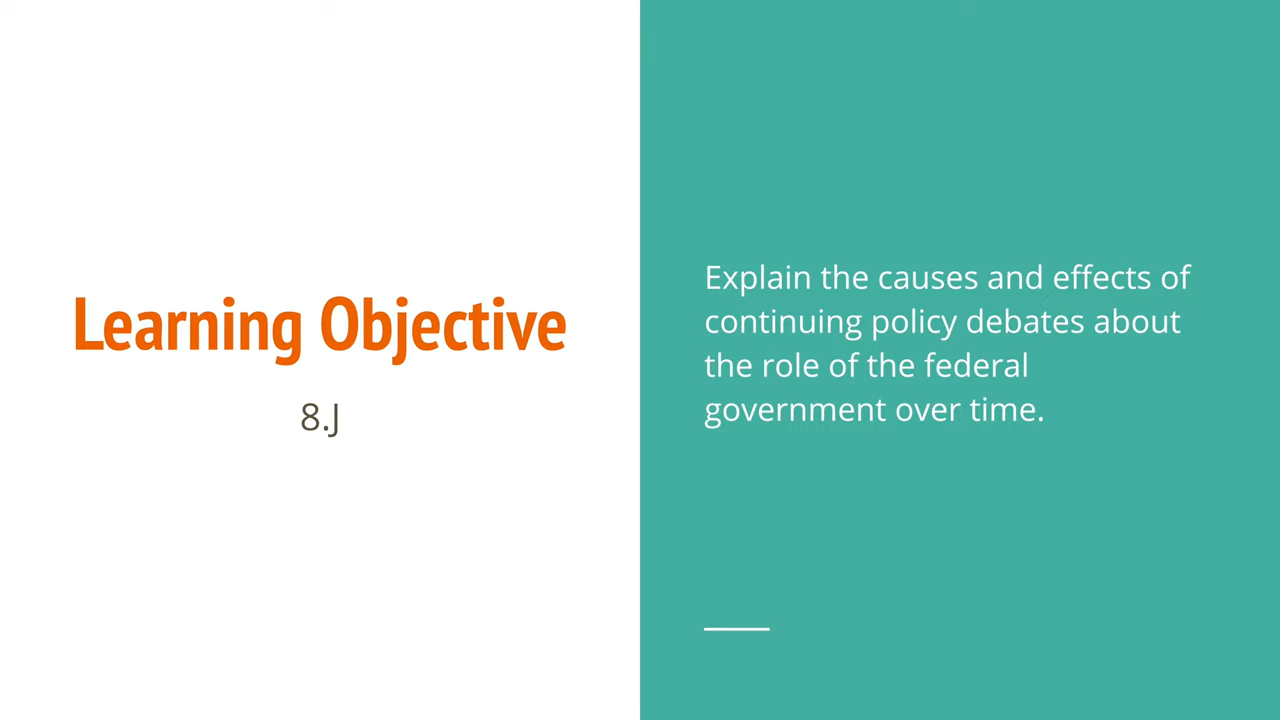 Learning Objective
8.J
Explain the causes and effects of
continuing policy debates about
the role of the federal
government over time.